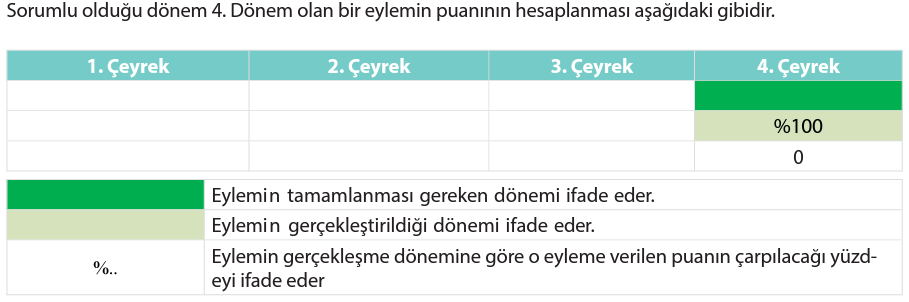 Sorumlu olduğu dönem 4. Dönem olan bir eylemin puanının hesaplanması aşağıdaki gibidir.
1. Çeyrek 2. Çeyrek 3. Çeyrek 4. Çeyrek
%100
0
Eylemin tamamlanması gereken dönemi ifade eder.
Eylemin gerçekleştirildiği dönemi ifade eder.
%.. Eylemin gerçekleşme dönemine göre o eyleme verilen puanın çarpılacağı yüzd-
eyi ifade eder